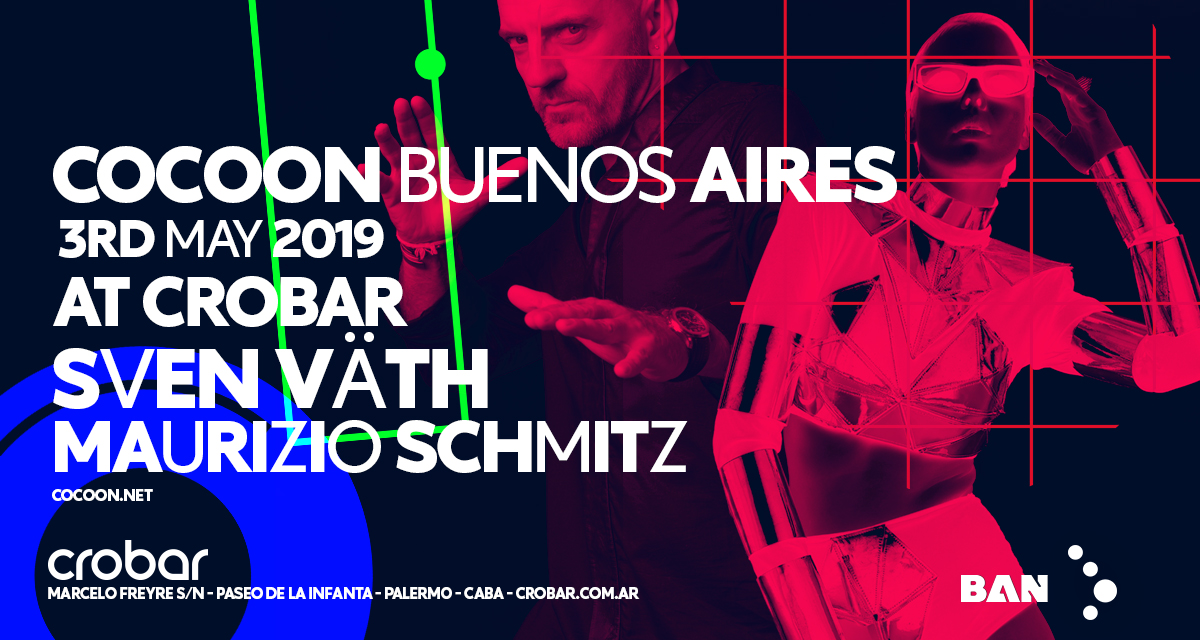 COCOON BUENOS AIRES
3RD MAY 2019
AT CROBAR
SVEN VÄTH
MAURIZIO SCHMITZ
COCOON.NET
crobar
MARCELO FREYRE S/N - PASEO DE LA INFANTA - PALERMO - CABA - CROBAR.COM.AR
BAN